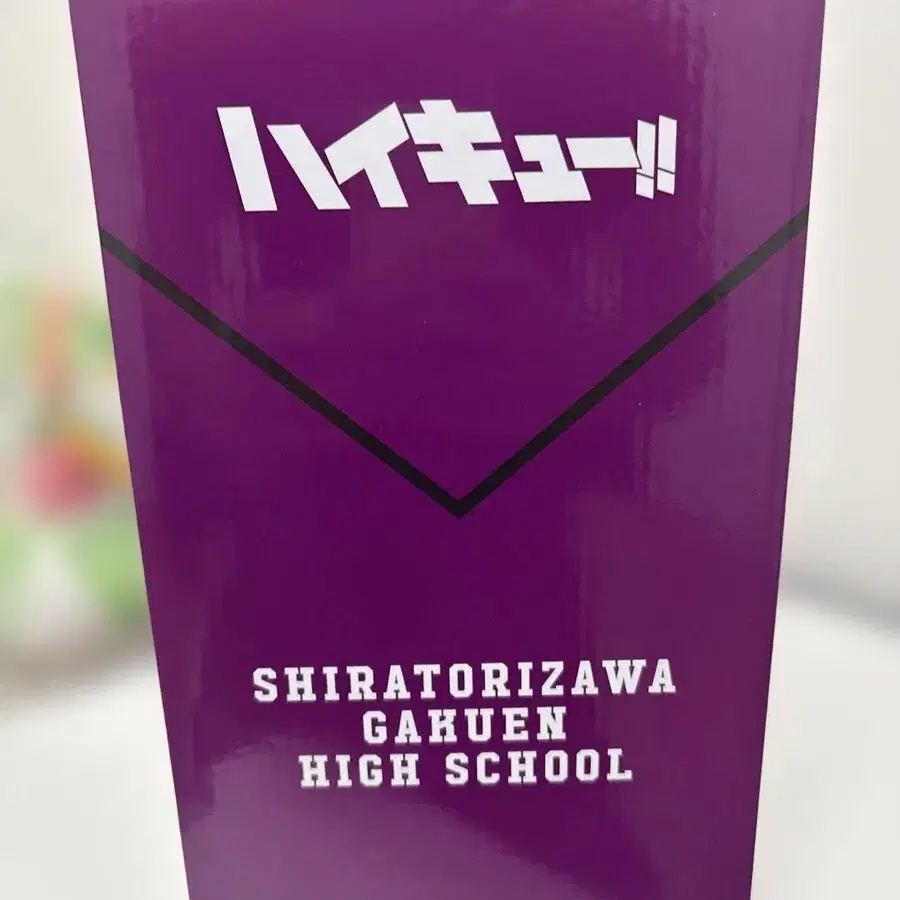 ハイキュー!!
SHIRATORIZAWA
GAKUEN
HIGH SCHOOL